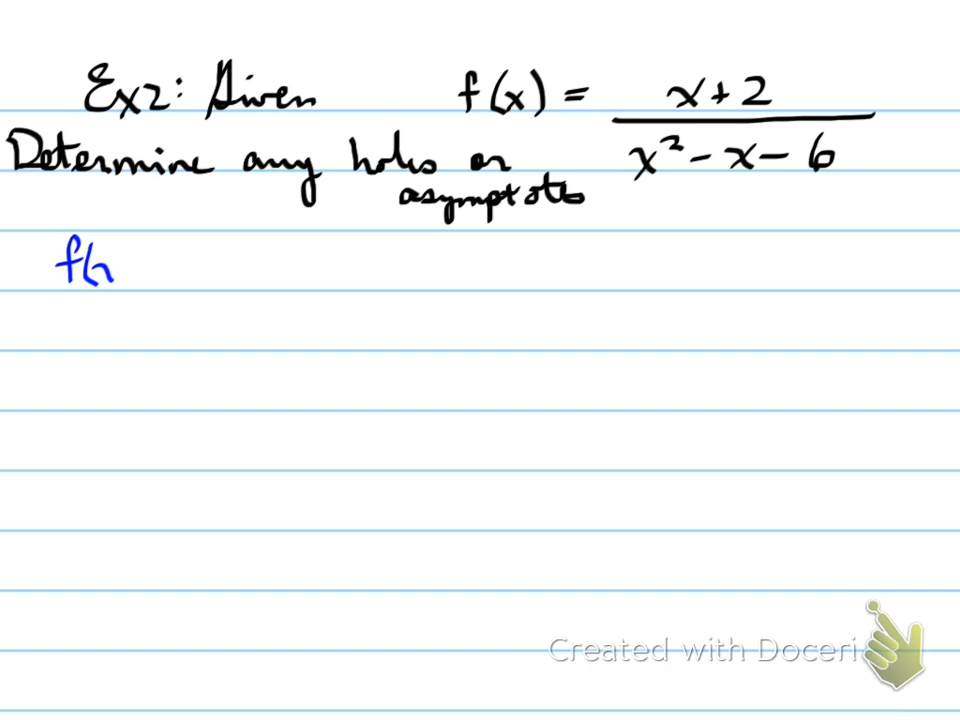 Ex2: Given f(x) = x+2
Determine any holes or x² - x - 6
asymptotes
f(
Created with Doceri